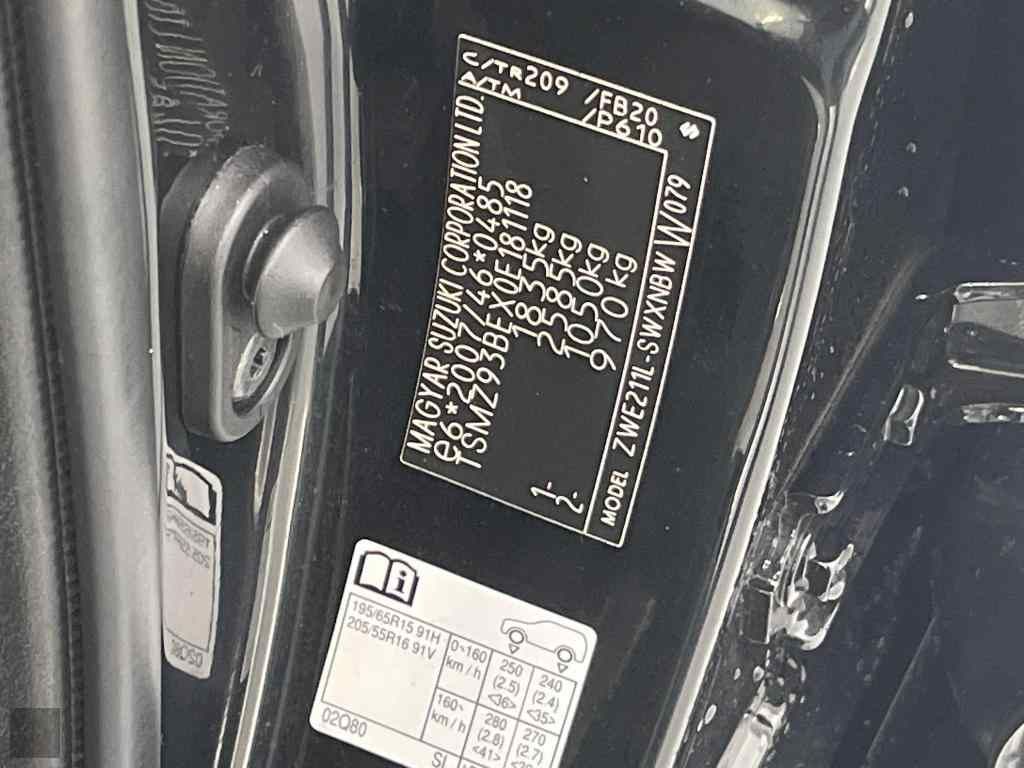 MAGYAR SUZUKI CORPORATION LTD.
e6*2007/46*0485
TSMZ93BEX0E181118
1835kg
2585kg
1- 1050kg
2- 970kg
MODEL ZWE211L-SWXNBW W079
C/TR209 /FB20
A/TM /P610
195/65R15 91H
205/55R16 91V
0~160 km/h
250 (2.5) <36>
240 (2.4) <35>
160~ km/h
280 (2.8) <41>
270 (2.7)
02Q80